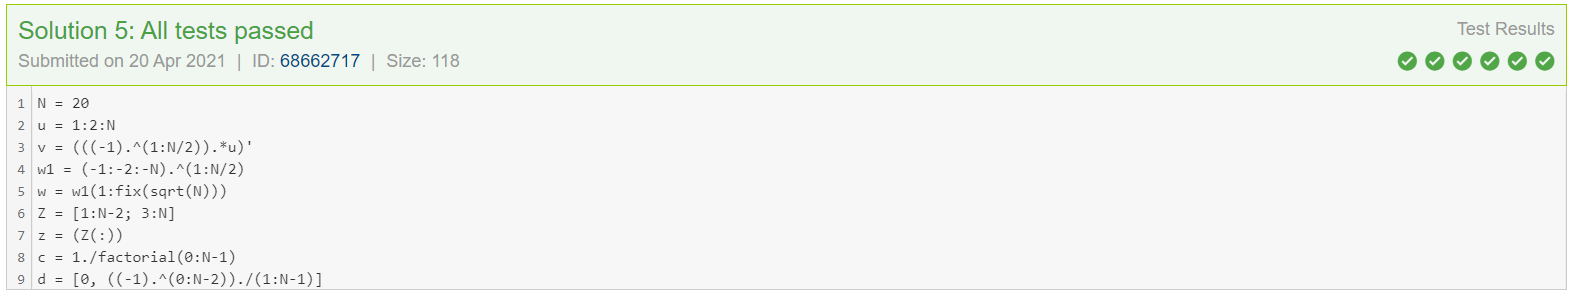 Solution 5: All tests passed
Test Results
Submitted on 20 Apr 2021 | ID: 68662717 | Size: 118
1 N = 20
2 u = 1:2:N
3 v = (((-1).^(1:N/2)).*u)'
4 w1 = (-1:-2:-N).^(1:N/2)
5 w = w1(1:fix(sqrt(N)))
6 Z = [1:N-2; 3:N]
7 z = (Z(:))
8 c = 1./factorial(0:N-1)
9 d = [0, ((-1).^(0:N-2))./(1:N-1)]